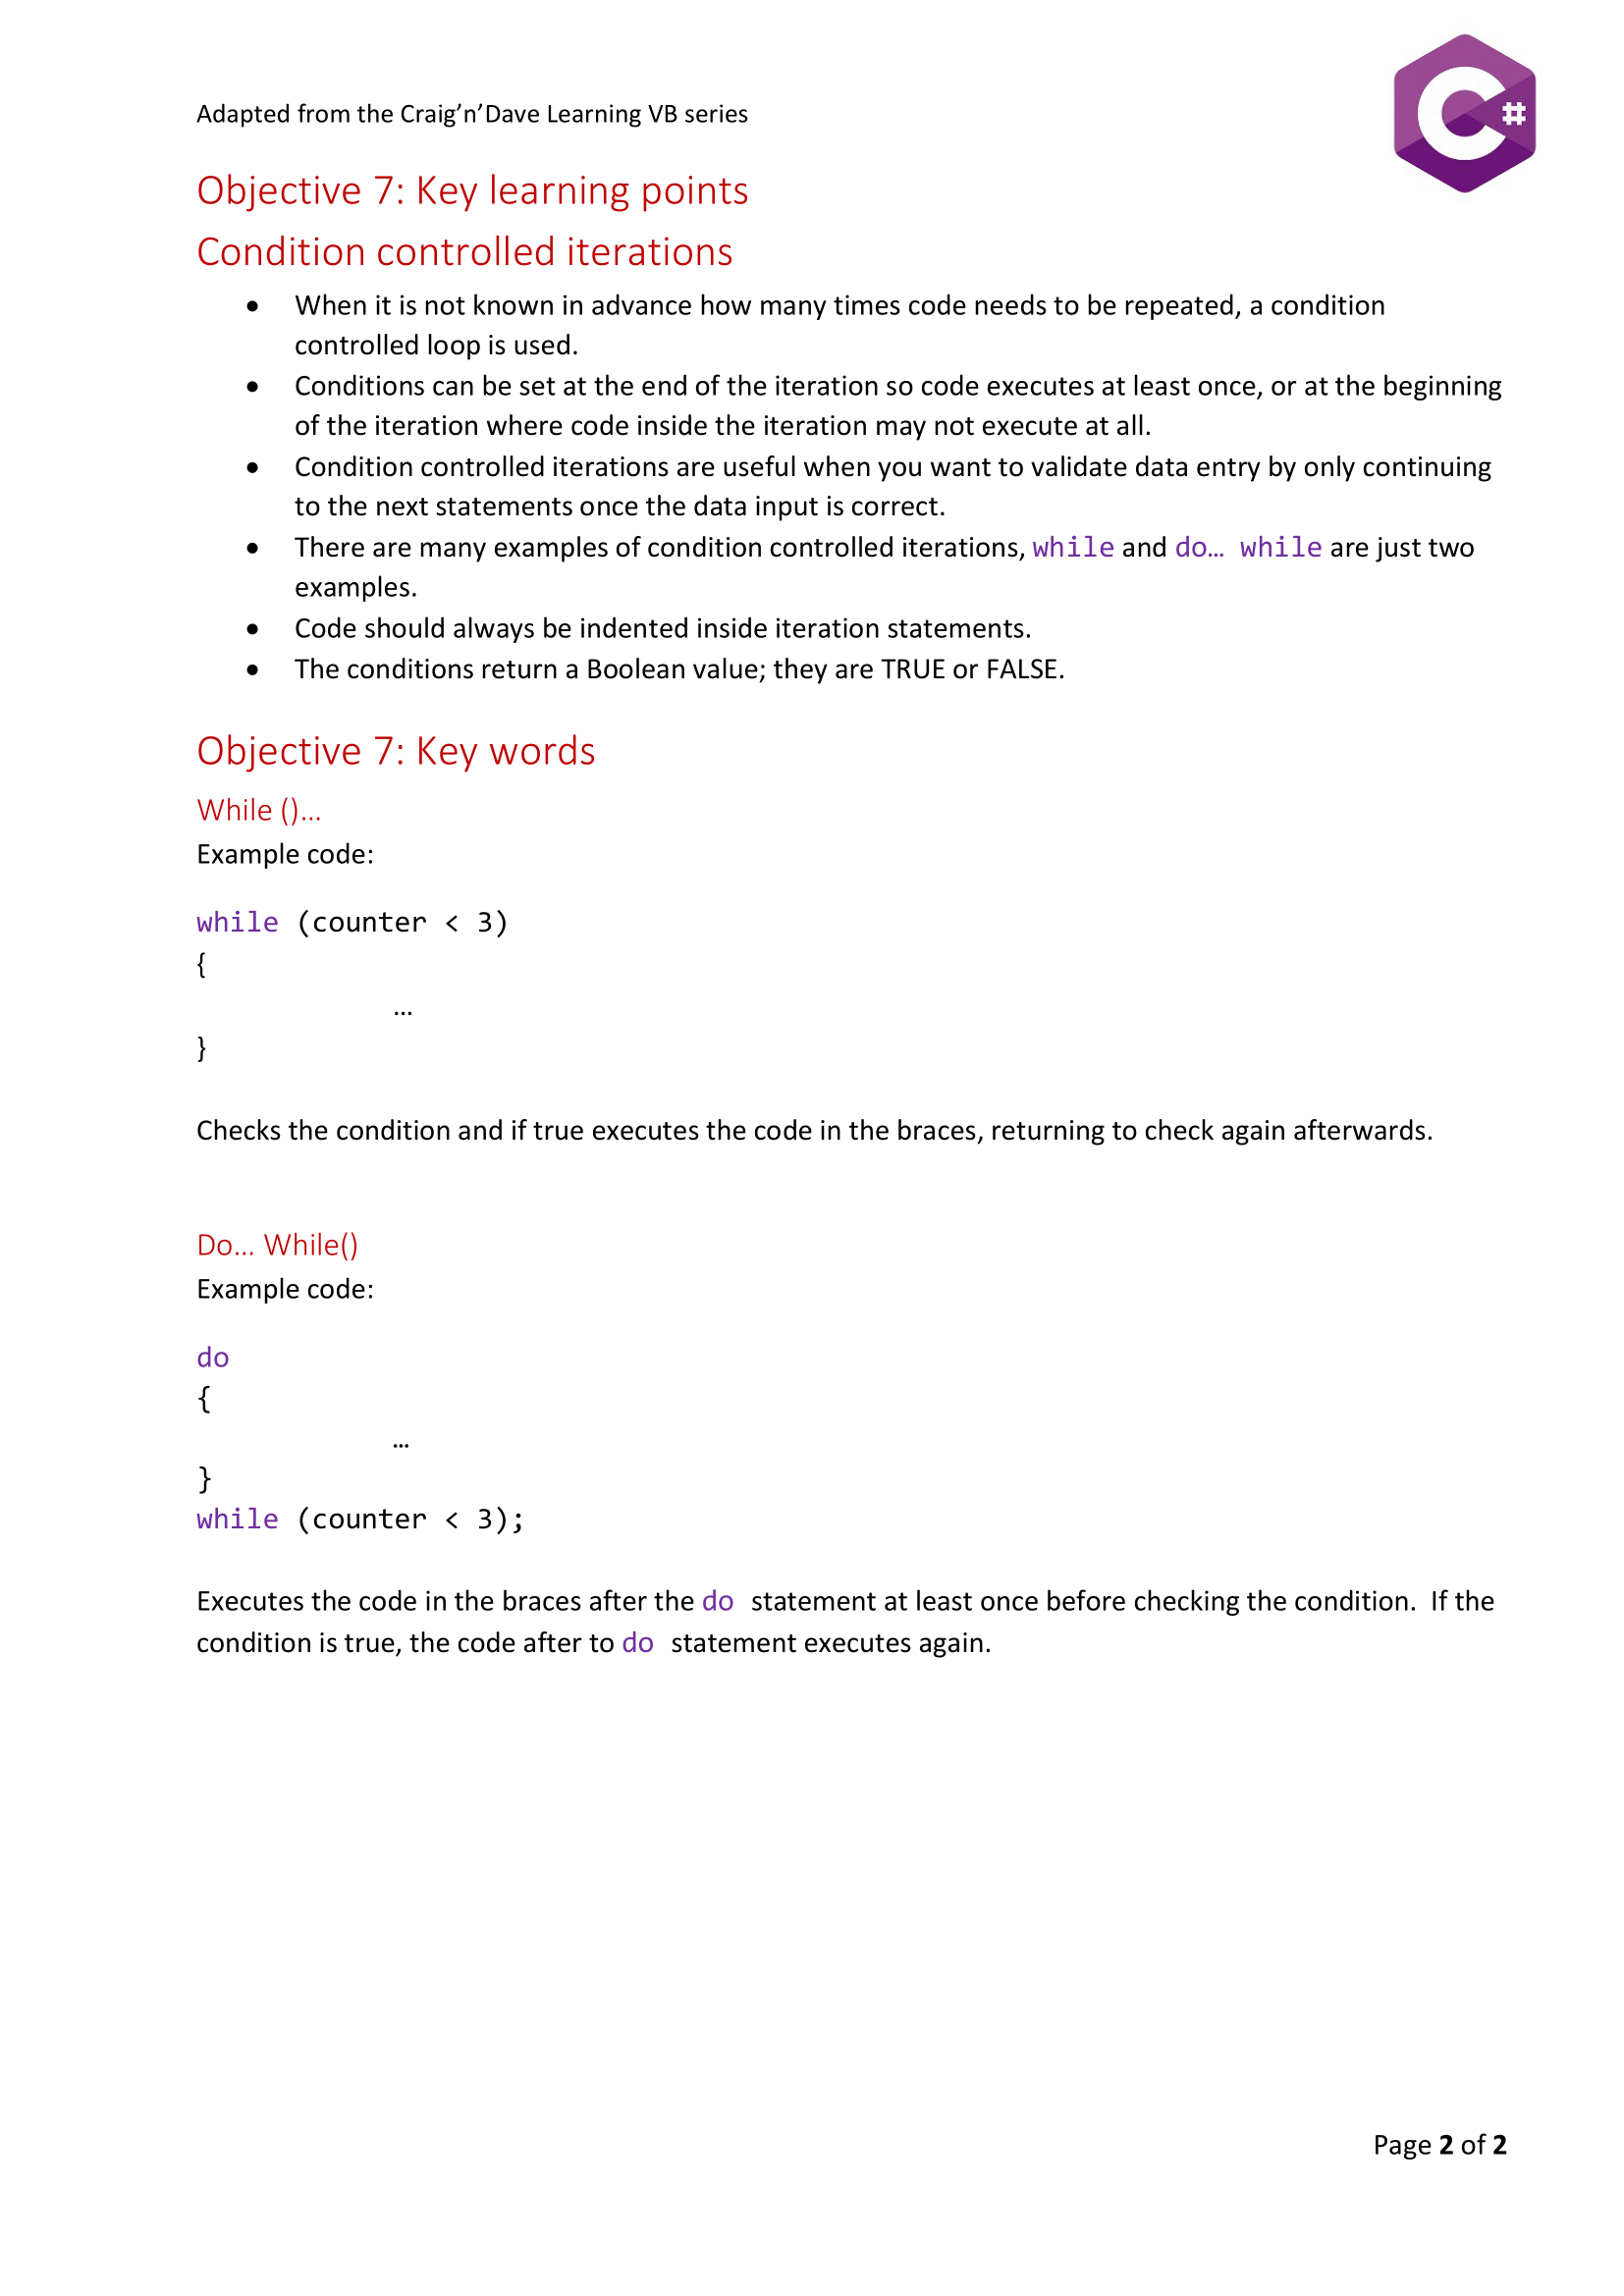 Adapted from the Craig’n’Dave Learning VB series
C#
Objective 7: Key learning points
Condition controlled iterations
• When it is not known in advance how many times code needs to be repeated, a condition
controlled loop is used.
• Conditions can be set at the end of the iteration so code executes at least once, or at the beginning
of the iteration where code inside the iteration may not execute at all.
• Condition controlled iterations are useful when you want to validate data entry by only continuing
to the next statements once the data input is correct.
• There are many examples of condition controlled iterations, while and do… while are just two
examples.
• Code should always be indented inside iteration statements.
• The conditions return a Boolean value; they are TRUE or FALSE.
Objective 7: Key words
While ()…
Example code:
while (counter < 3)
{
…
}
Checks the condition and if true executes the code in the braces, returning to check again afterwards.
Do… While()
Example code:
do
{
…
}
while (counter < 3);
Executes the code in the braces after the do statement at least once before checking the condition. If the
condition is true, the code after to do statement executes again.
Page 2 of 2